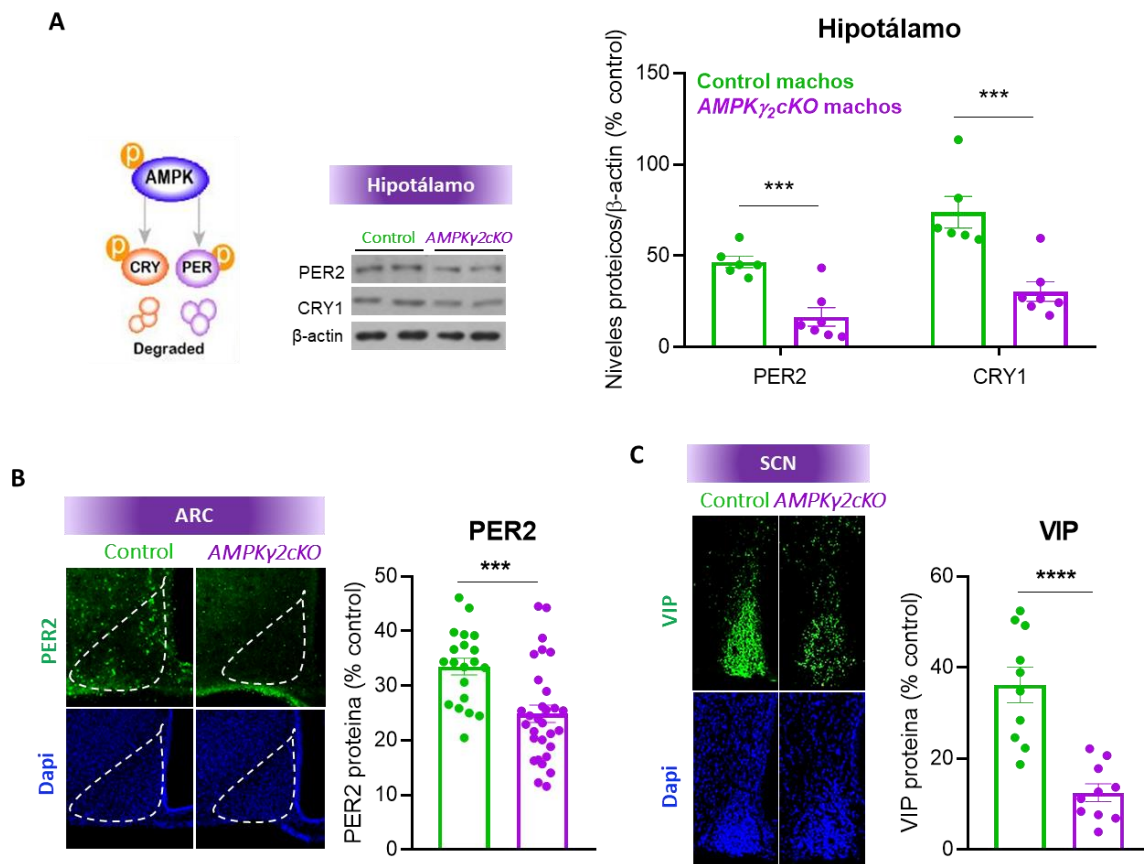 A
p
AMPK
p
CRY
PER
p
Degraded
Hipotálamo
Control AMPKγ2cKO
PER2
CRY1
β-actin
Hipotálamo
Control machos
AMPKγ2cKO machos
Niveles proteicos/β-actin (% control)
150
100
50
0
***
***
PER2
CRY1
B
ARC
Control AMPKγ2cKO
PER2
Dapi
PER2
PER2 proteina (% control)
50
40
30
20
10
0
***
C
SCN
Control AMPKγ2cKO
VIP
Dapi
VIP
VIP proteina (% control)
60
40
20
0
****